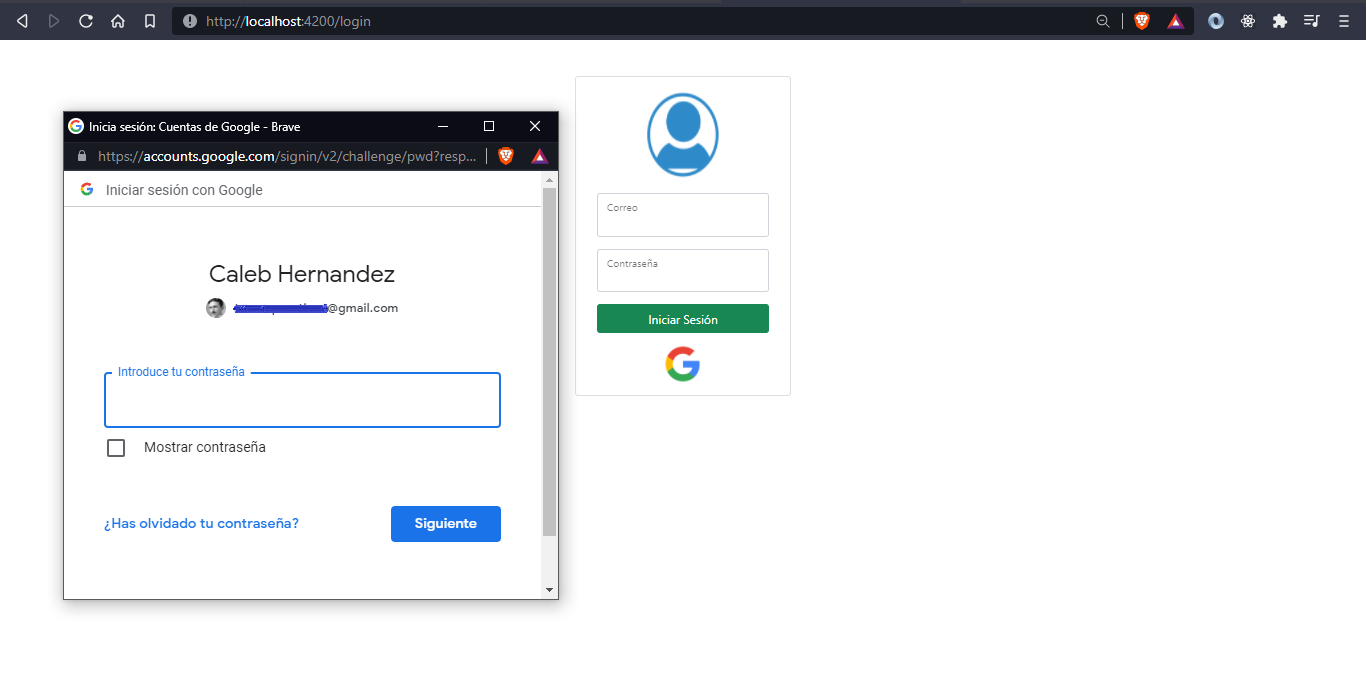 http://localhost:4200/login
Inicia sesión: Cuentas de Google - Brave
https://accounts.google.com/signin/v2/challenge/pwd?resp...
Iniciar sesión con Google
Caleb Hernandez
@gmail.com
Introduce tu contraseña
Mostrar contraseña
¿Has olvidado tu contraseña?
Siguiente
Correo
Contraseña
Iniciar Sesión